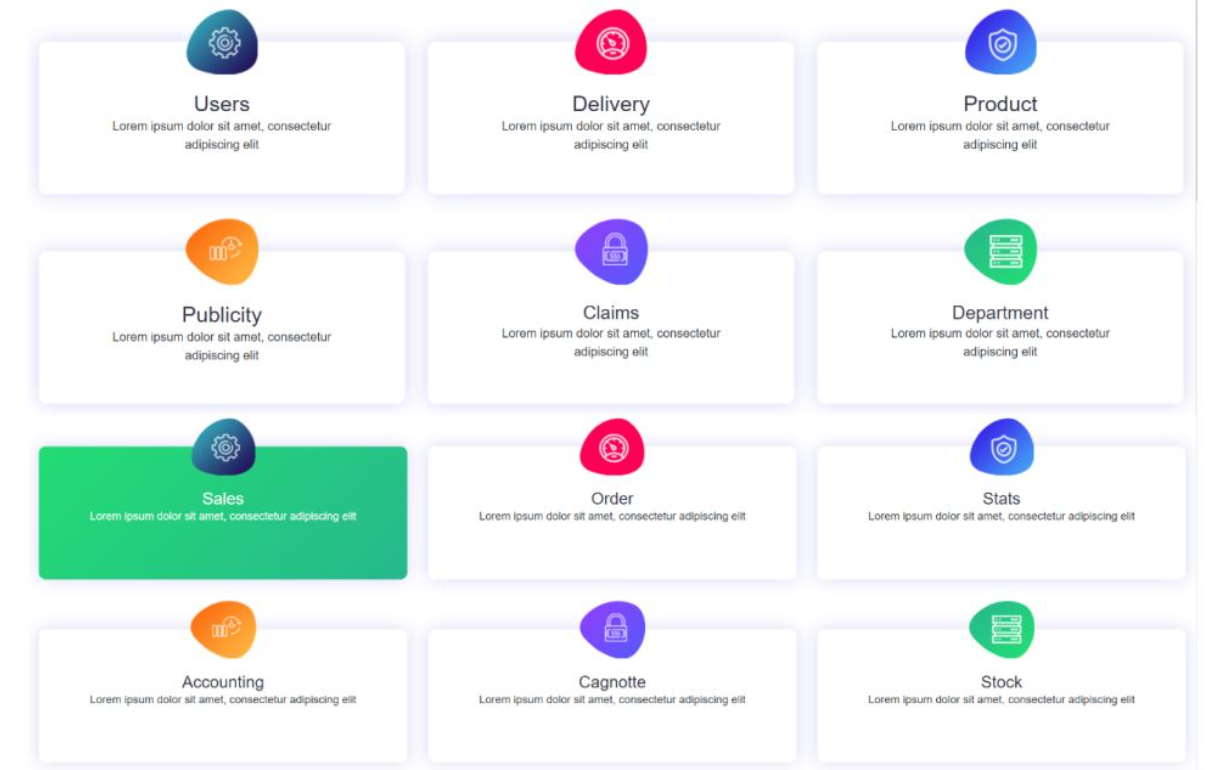 Users
Lorem ipsum dolor sit amet, consectetur
adipiscing elit
Delivery
Lorem ipsum dolor sit amet, consectetur
adipiscing elit
Product
Lorem ipsum dolor sit amet, consectetur
adipiscing elit
Publicity
Lorem ipsum dolor sit amet, consectetur
adipiscing elit
Claims
Lorem ipsum dolor sit amet, consectetur
adipiscing elit
Department
Lorem ipsum dolor sit amet, consectetur
adipiscing elit
Sales
Lorem ipsum dolor sit amet, consectetur adipiscing elit
Order
Lorem ipsum dolor sit amet, consectetur adipiscing elit
Stats
Lorem ipsum dolor sit amet, consectetur adipiscing elit
Accounting
Lorem ipsum dolor sit amet, consectetur adipiscing elit
Cagnotte
Lorem ipsum dolor sit amet, consectetur adipiscing elit
Stock
Lorem ipsum dolor sit amet, consectetur adipiscing elit